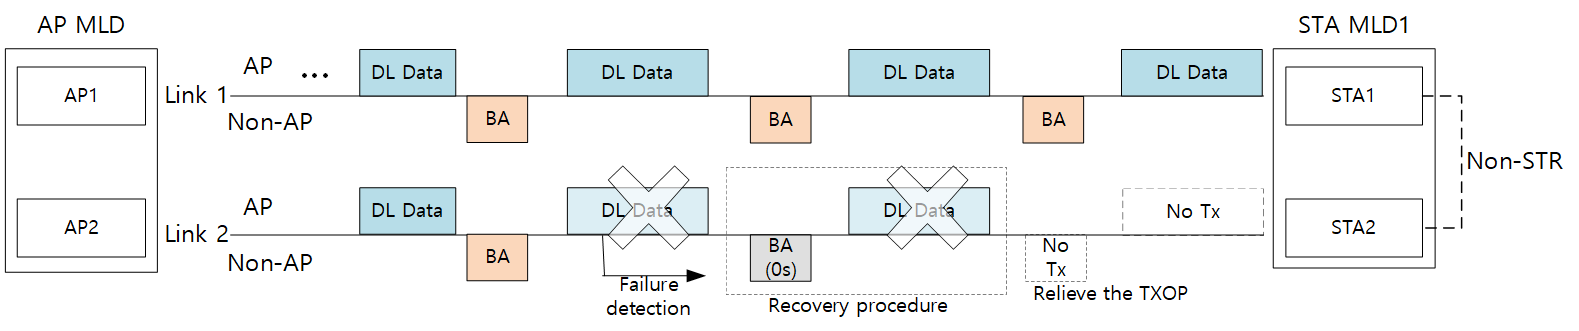 AP MLD
STA MLD1
AP
...
DL Data
DL Data
DL Data
DL Data
AP1
Link 1
STA1
Non-AP
BA
BA
BA
Non-STR
AP
DL Data
DL Data
DL Data
No Tx
AP2
Link 2
STA2
Non-AP
BA
BA
(0s)
No
Tx
Failure
detection
Recovery procedure
Relieve the TXOP